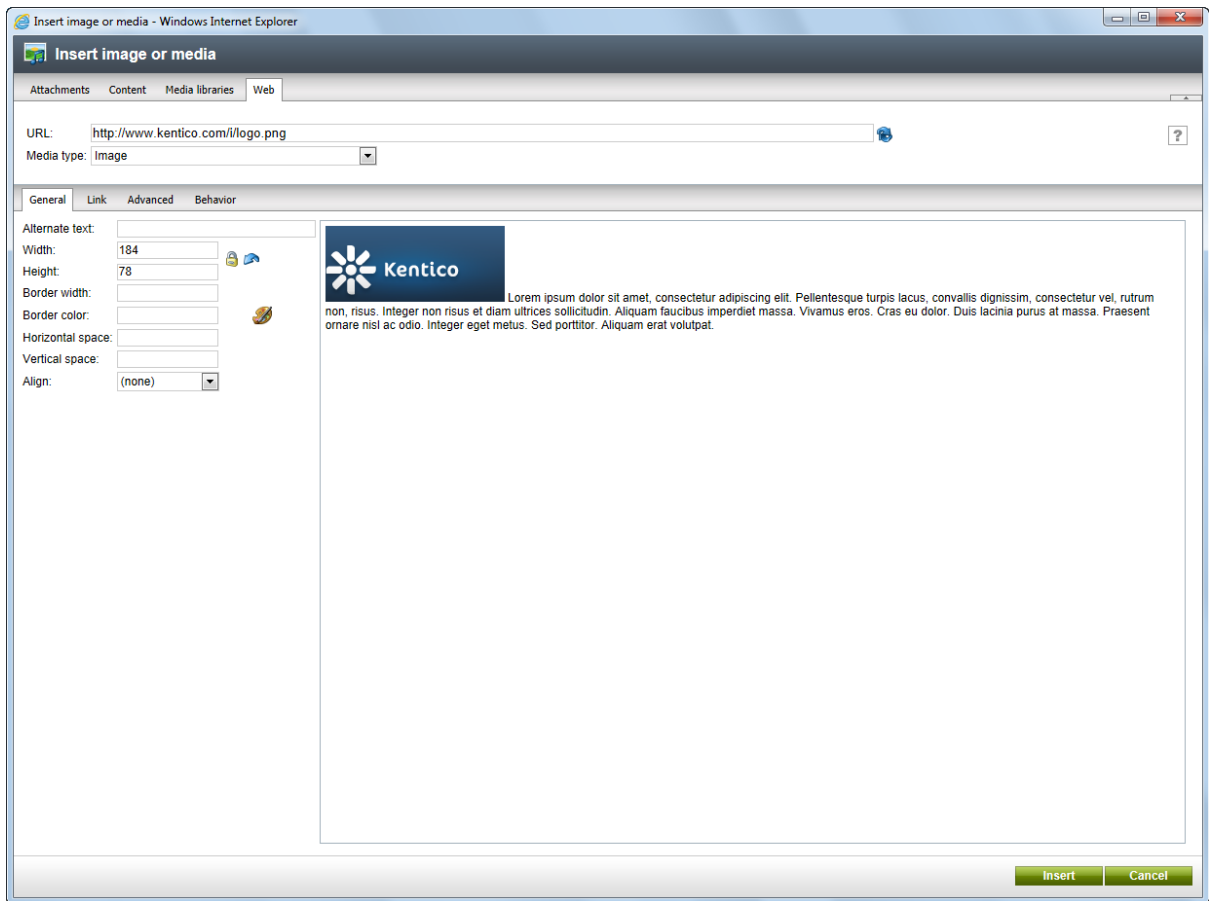 Insert image or media - Windows Internet Explorer
Insert image or media
Attachments Content Media libraries Web
URL: http://www.kentico.com/i/logo.png
?
Media type: Image
General Link Advanced Behavior
Alternate text:
Width: 184
Height: 78
Border width:
Border color:
Horizontal space:
Vertical space:
Align: (none)
Kentico
Lorem ipsum dolor sit amet, consectetur adipiscing elit. Pellentesque turpis lacus, convallis dignissim, consectetur vel, rutrum
non, risus. Integer non risus et diam ultrices sollicitudin. Aliquam faucibus imperdiet massa. Vivamus eros. Cras eu dolor. Duis lacinia purus at massa. Praesent
ornare nisl ac odio. Integer eget metus. Sed porttitor. Aliquam erat volutpat.
Insert Cancel